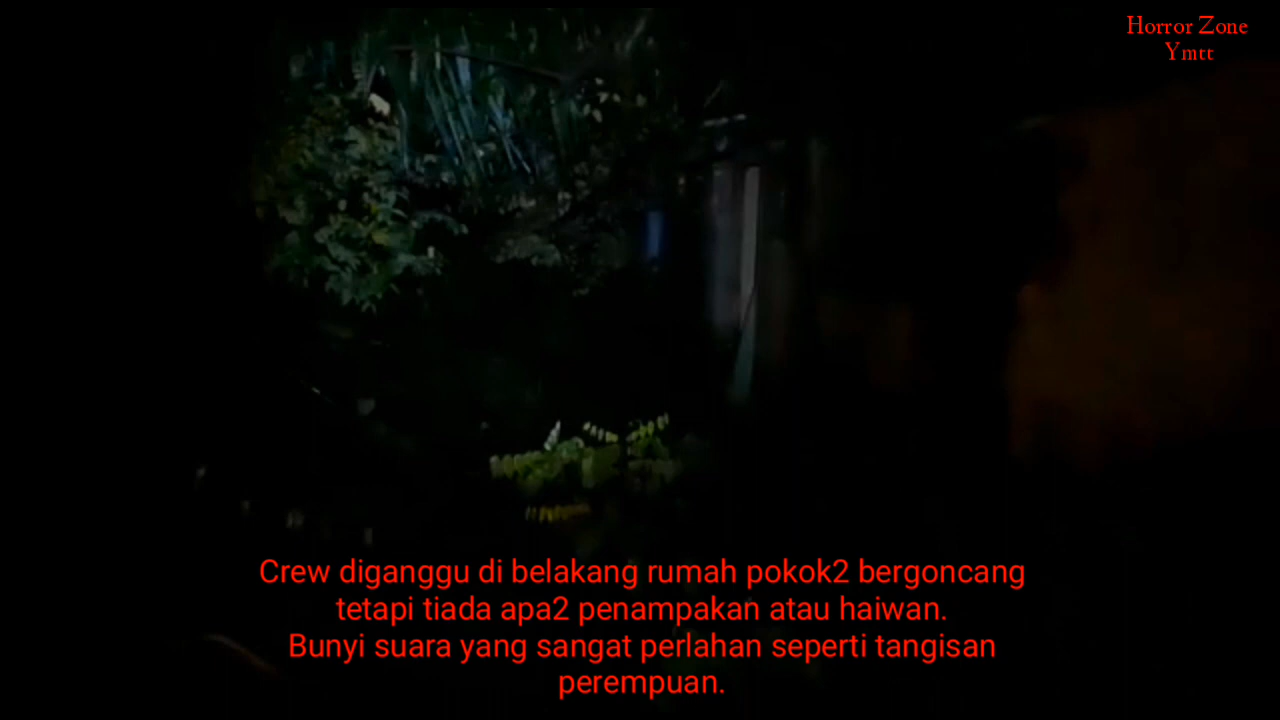 Horror Zone
Ymtt
Crew diganggu di belakang rumah pokok2 bergoncang
tetapi tiada apa2 penampakan atau haiwan.
Bunyi suara yang sangat perlahan seperti tangisan
perempuan.